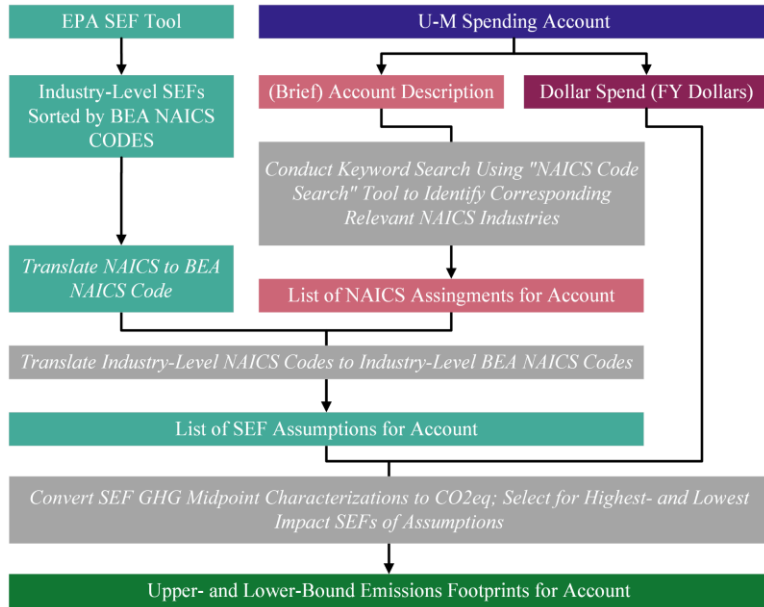 EPA SEF Tool
U-M Spending Account
Industry-Level SEFs
Sorted by BEA NAICS
CODES
(Brief) Account Description
Dollar Spend (FY Dollars)
Conduct Keyword Search Using "NAICS Code
Search" Tool to Identify Corresponding
Relevant NAICS Industries
Translate NAICS to BEA
NAICS Code
List of NAICS Assingments for Account
Translate Industry-Level NAICS Codes to Industry-Level BEA NAICS Codes
List of SEF Assumptions for Account
Convert SEF GHG Midpoint Characterizations to CO2eq; Select for Highest- and Lowest
Impact SEFs of Assumptions
Upper- and Lower-Bound Emissions Footprints for Account